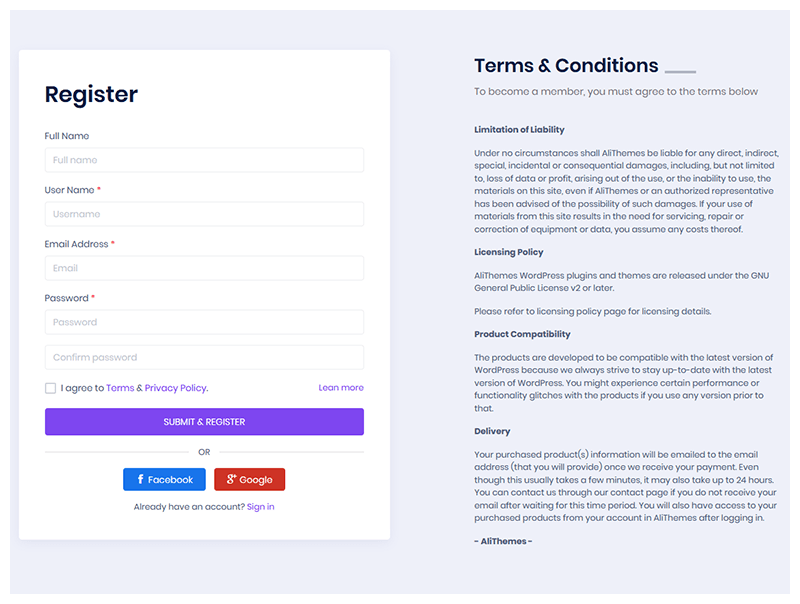 Register
Full Name
Full name
User Name *
Username
Email Address *
Email
Password *
Password
Confirm password
I agree to Terms & Privacy Policy.
Lean more
SUBMIT & REGISTER
OR
Facebook
Google
Already have an account? Sign in
Terms & Conditions
To become a member, you must agree to the terms below
Limitation of Liability
Under no circumstances shall AliThemes be liable for any direct, indirect,
special, incidental or consequential damages, including, but not limited
to, loss of data or profit, arising out of the use, or the inability to use, the
materials on this site, even if AliThemes or an authorized representative
has been advised of the possibility of such damages. If your use of
materials from this site results in the need for servicing, repair or
correction of equipment or data, you assume any costs thereof.
Licensing Policy
AliThemes WordPress plugins and themes are released under the GNU
General Public License v2 or later.
Please refer to licensing policy page for licensing details.
Product Compatibility
The products are developed to be compatible with the latest version of
WordPress because we always strive to stay up-to-date with the latest
version of WordPress. You might experience certain performance or
functionality glitches with the products if you use any version prior to
that.
Delivery
Your purchased product(s) information will be emailed to the email
address (that you will provide) once we receive your payment. Even
though this usually takes a few minutes, it may also take up to 24 hours.
You can contact us through our contact page if you do not receive your
email after waiting for this time period. You will also have access to your
purchased products from your account in AliThemes after logging in.
- AliThemes -